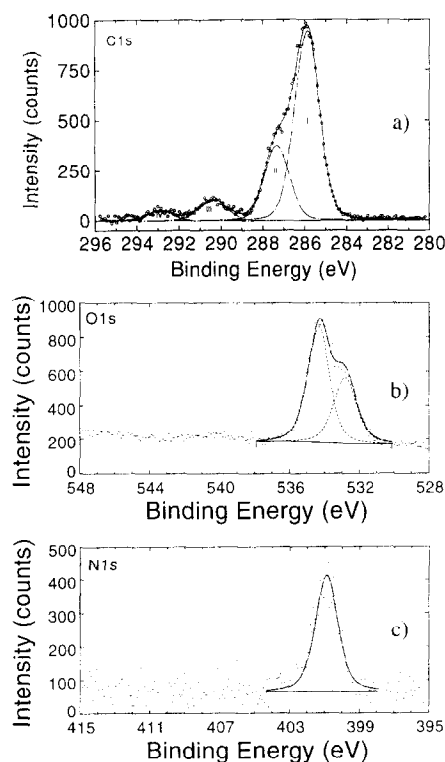 C1s
1000
750
500
250
0
a)
I
II
296 294 292 290 288 286 284 282 280
Intensity (counts)
Binding Energy (eV)
O1s
1000
800
600
400
200
0
b)
548 544 540 536 532 528
Intensity (counts)
Binding Energy (eV)
N1s
500
400
300
200
100
0
c)
415 411 407 403 399 395
Intensity (counts)
Binding Energy (eV)